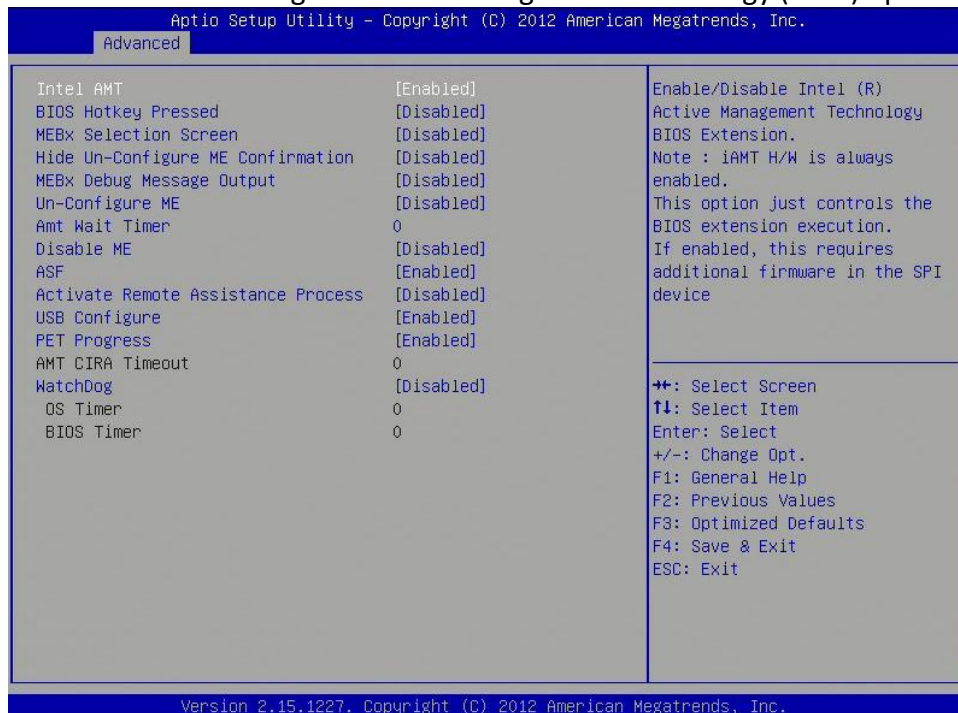 Aptio Setup Utility – Copyright (C) 2012 American Megatrends, Inc.
Advanced
Intel AMT [Enabled]
BIOS Hotkey Pressed [Disabled]
MEBx Selection Screen [Disabled]
Hide Un-Configure ME Confirmation [Disabled]
MEBx Debug Message Output [Disabled]
Un-Configure ME [Disabled]
Amt Wait Timer 0
Disable ME [Disabled]
ASF [Enabled]
Activate Remote Assistance Process [Disabled]
USB Configure [Enabled]
PET Progress [Enabled]
AMT CIRA Timeout 0
WatchDog [Disabled]
OS Timer 0
BIOS Timer 0
Enable/Disable Intel (R)
Active Management Technology
BIOS Extension.
Note : iAMT H/W is always
enabled.
This option just controls the
BIOS extension execution.
If enabled, this requires
additional firmware in the SPI
device
→←: Select Screen
↑↓: Select Item
Enter: Select
+/-: Change Opt.
F1: General Help
F2: Previous Values
F3: Optimized Defaults
F4: Save & Exit
ESC: Exit
Version 2.15.1227. Copyright (C) 2012 American Megatrends, Inc.